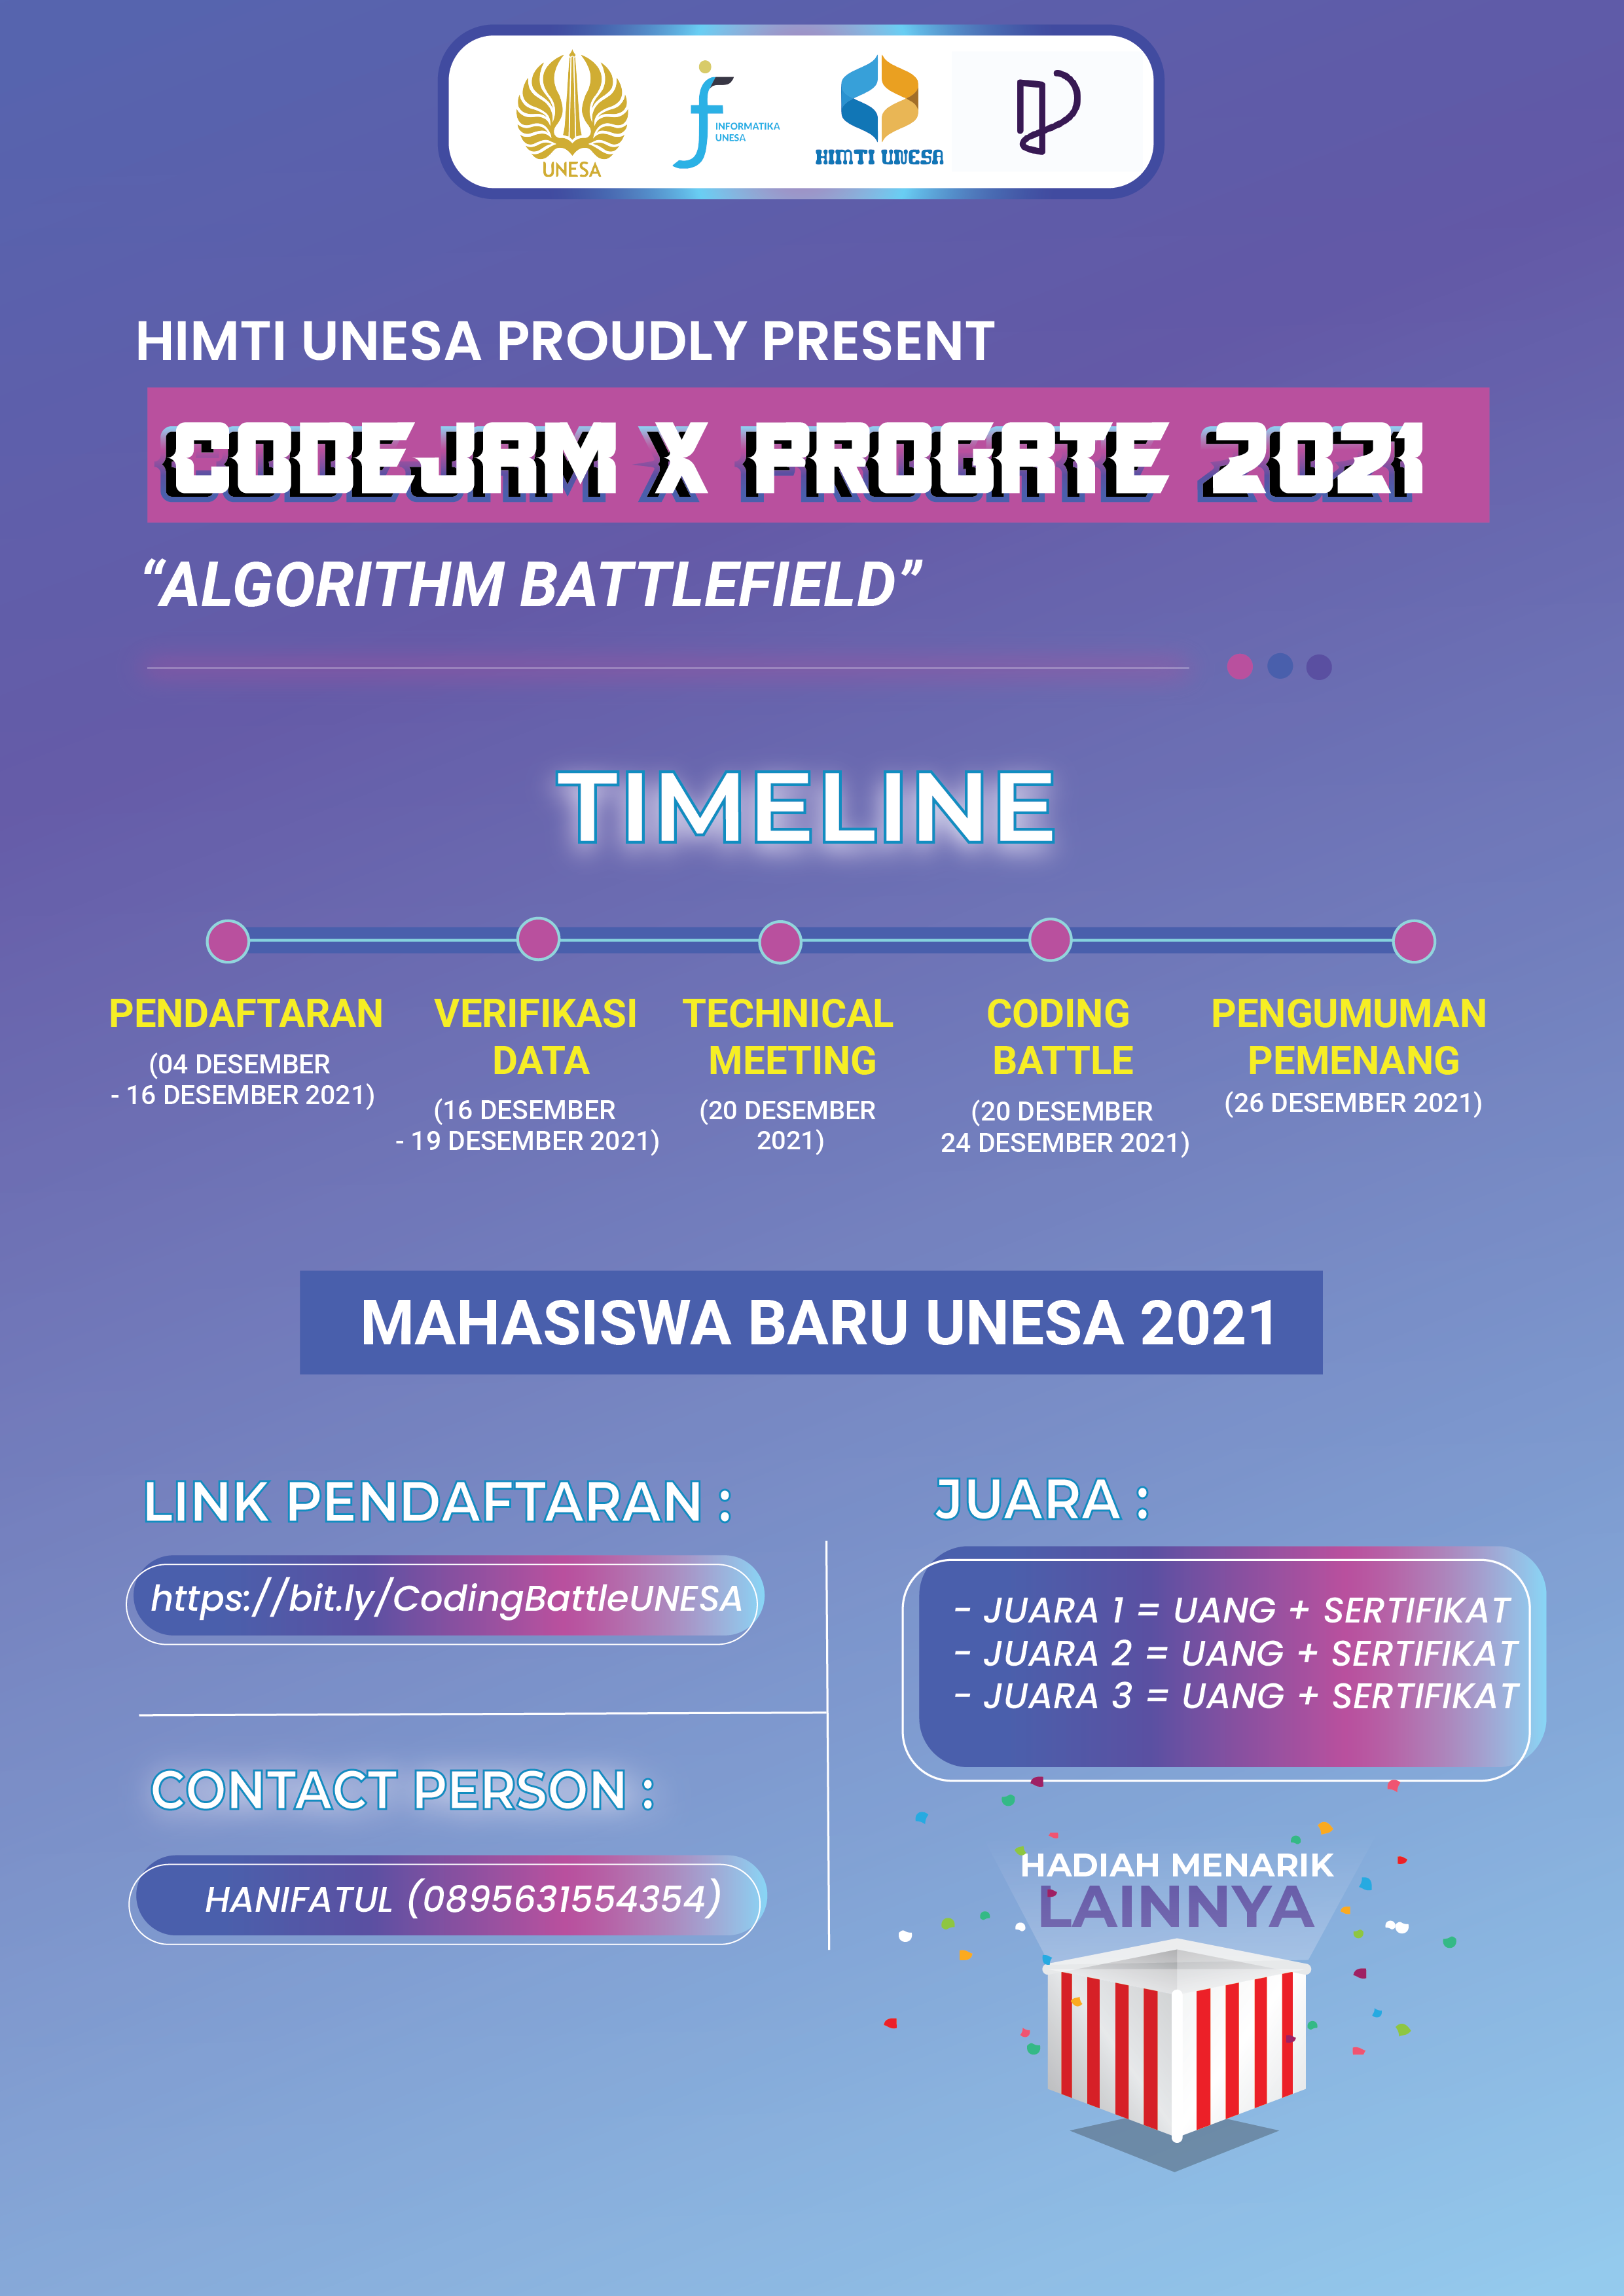 UNESA
INFORMATIKA
UNESA
HIMTI UNESA
HIMTI UNESA PROUDLY PRESENT
CODEJAM X PROGATE 2021
“ALGORITHM BATTLEFIELD”
TIMELINE
PENDAFTARAN
(04 DESEMBER
- 16 DESEMBER 2021)
VERIFIKASI
DATA
(16 DESEMBER
- 19 DESEMBER 2021)
TECHNICAL
MEETING
(20 DESEMBER
2021)
CODING
BATTLE
(20 DESEMBER
24 DESEMBER 2021)
PENGUMUMAN
PEMENANG
(26 DESEMBER 2021)
MAHASISWA BARU UNESA 2021
LINK PENDAFTARAN :
https://bit.ly/CodingBattleUNESA
CONTACT PERSON :
HANIFATUL (0895631554354)
JUARA :
- JUARA 1 = UANG + SERTIFIKAT
- JUARA 2 = UANG + SERTIFIKAT
- JUARA 3 = UANG + SERTIFIKAT
HADIAH MENARIK
LAINNYA